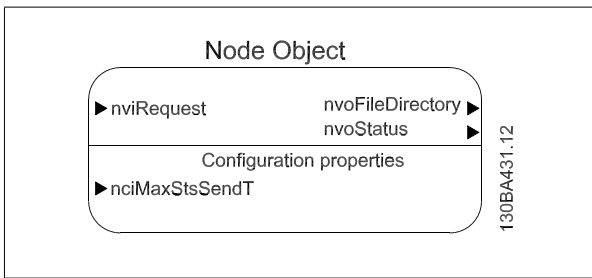 Node Object
nviRequest
nvoFileDirectory
nvoStatus
Configuration properties
nciMaxStsSendT
130BA431.12